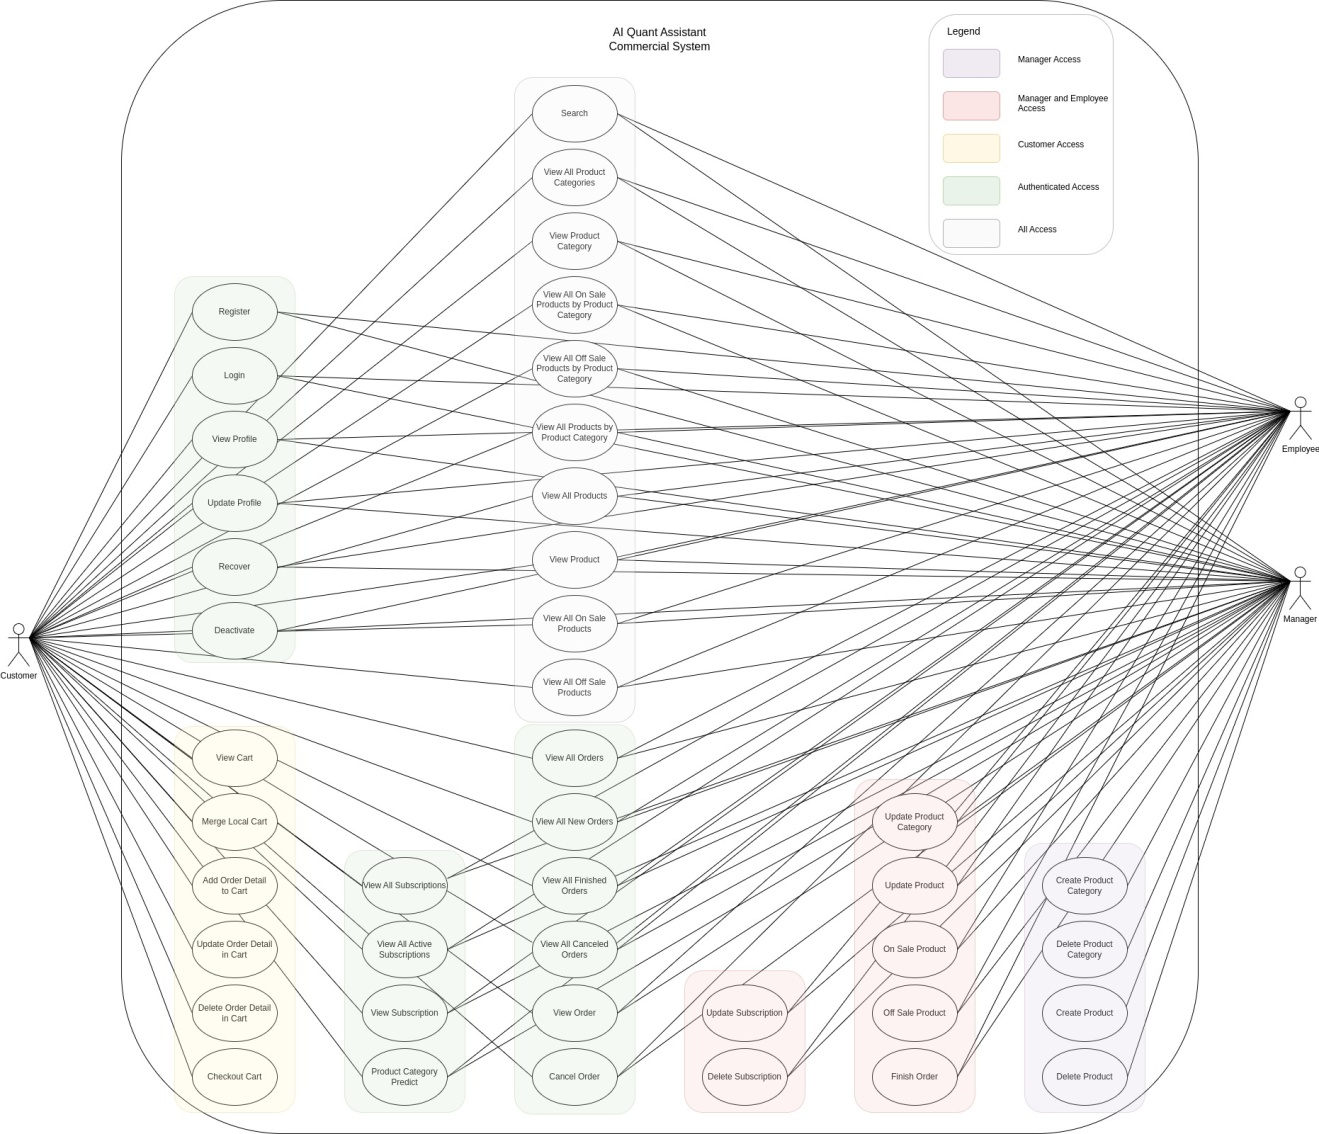 AI Quant Assistant
Commercial System
Legend
Manager Access
Manager and Employee
Access
Customer Access
Authenticated Access
All Access
Search
View All Product
Categories
View Product
Category
View All On Sale
Products by Product
Category
View All Off Sale
Products by Product
Category
View All Products by
Product Category
View All Products
View Product
View All On Sale
Products
View All Off Sale
Products
Register
Login
View Profile
Update Profile
Recover
Deactivate
Customer
Employee
Manager
View Cart
Merge Local Cart
Add Order Detail
to Cart
Update Order Detail
in Cart
Delete Order Detail
in Cart
Checkout Cart
View All Subscriptions
View All Active
Subscriptions
View Subscription
Product Category
Predict
View All Orders
View All New Orders
View All Finished
Orders
View All Canceled
Orders
View Order
Cancel Order
Update Subscription
Delete Subscription
Update Product
Category
Update Product
On Sale Product
Off Sale Product
Finish Order
Create Product
Category
Delete Product
Category
Create Product
Delete Product